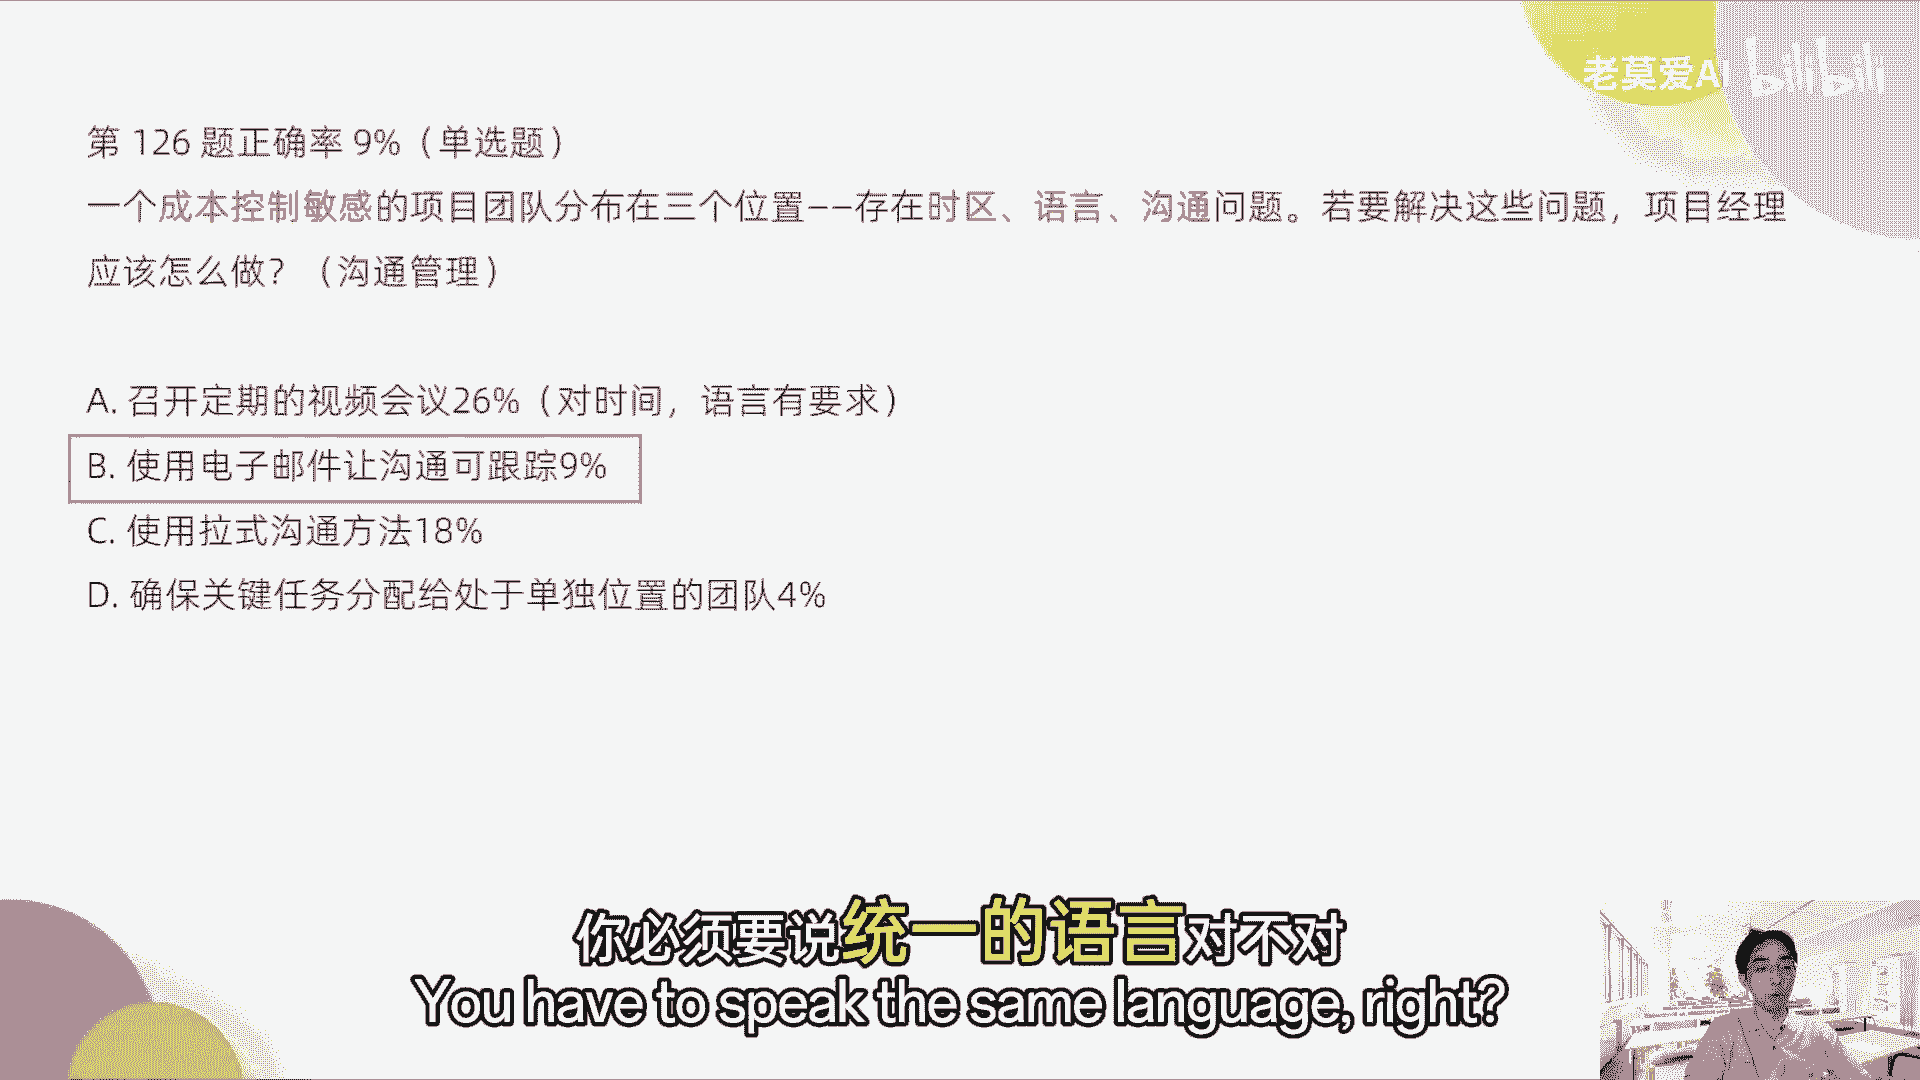 老莫爱AI bilibili
第 126 题正确率 9%（单选题）
一个成本控制敏感的项目团队分布在三个位置——存在时区、语言、沟通问题。若要解决这些问题，项目经理
应该怎么做？（沟通管理）
A. 召开定期的视频会议26%（对时间，语言有要求）
B. 使用电子邮件让沟通可跟踪9%
C. 使用拉式沟通方法18%
D. 确保关键任务分配给处于单独位置的团队4%
你必须要说统一的语言对不对
You have to speak the same language, right?